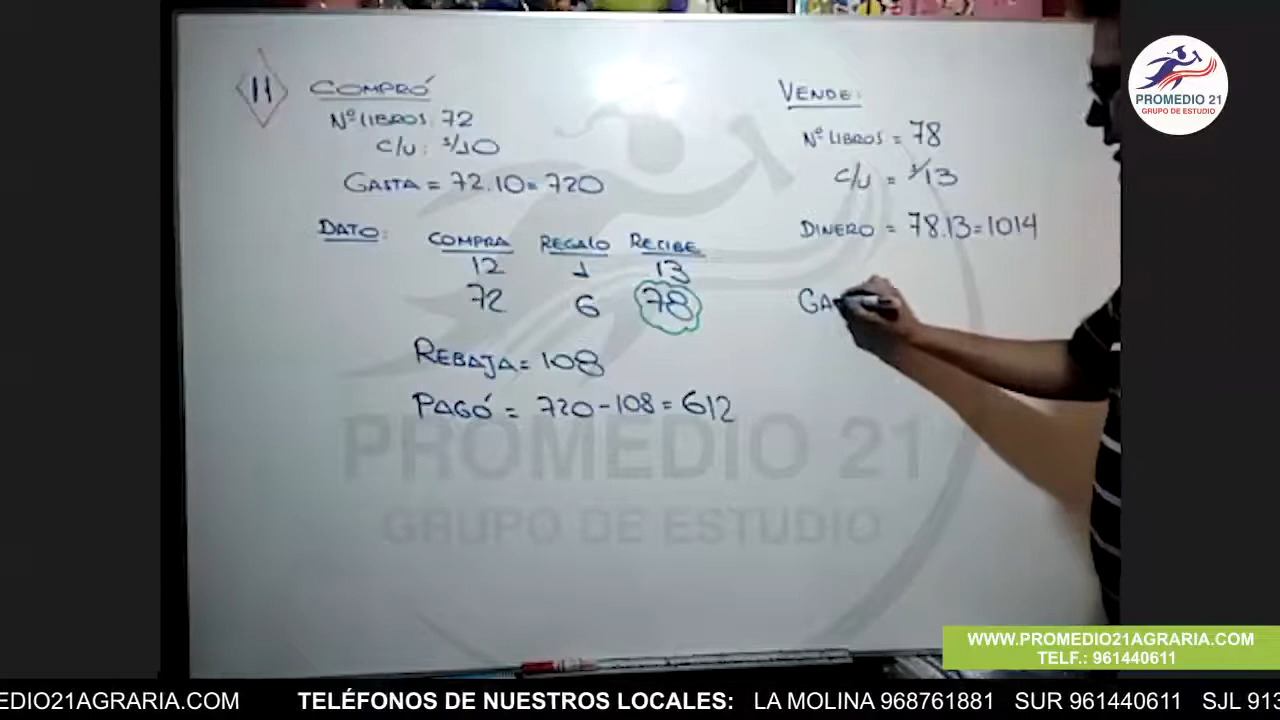 11
COMPRÓ
Nº LIBROS: 72
C/U: S/10
GASTA = 72.10 = 720
DATO:
COMPRA REGALO RECIBE
12 1 13
72 6 78
REBAJA = 108
PAGÓ = 720 - 108 = 612
VENDE:
Nº LIBROS = 78
C/U = S/13
DINERO = 78.13 = 1014
GA
PROMEDIO 21
GRUPO DE ESTUDIO
PROMEDIO 21
GRUPO DE ESTUDIO
WWW.PROMEDIO21AGRARIA.COM
TELF.: 961440611
EDIO21AGRARIA.COM TELÉFONOS DE NUESTROS LOCALES: LA MOLINA 968761881 SUR 961440611 SJL 913